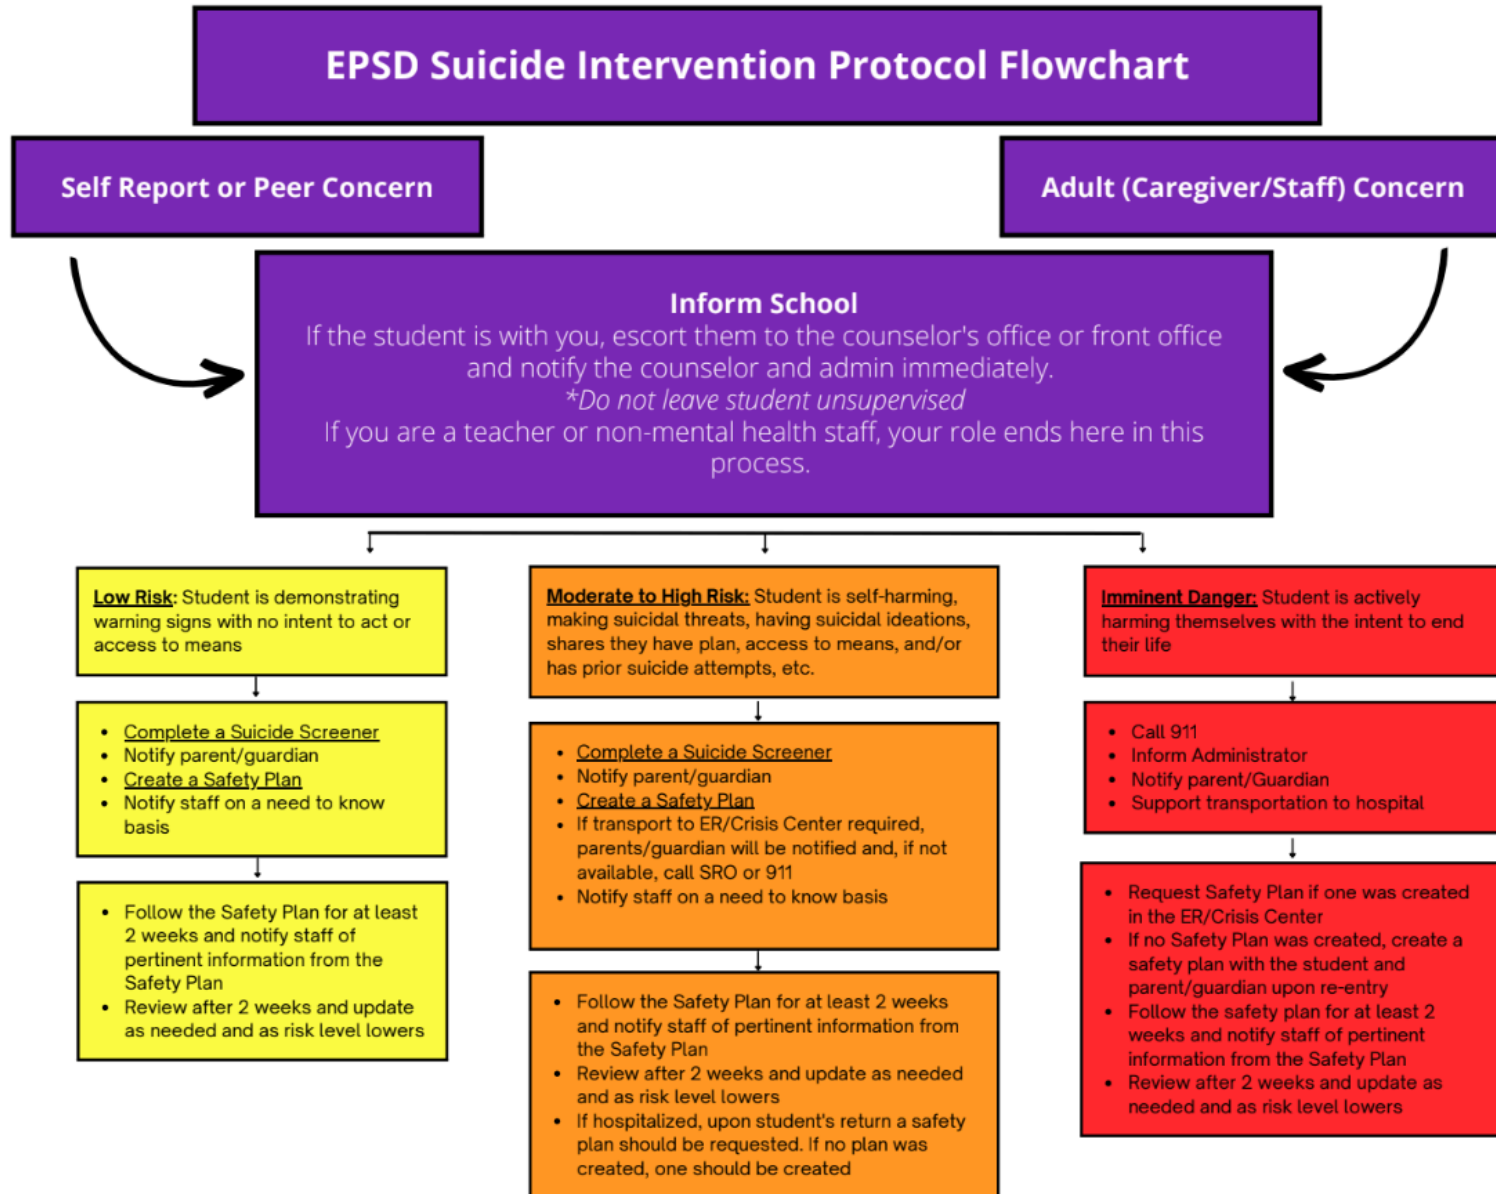 EPSD Suicide Intervention Protocol Flowchart
Self Report or Peer Concern
Adult (Caregiver/Staff) Concern
Inform School
If the student is with you, escort them to the counselor's office or front office
and notify the counselor and admin immediately.
*Do not leave student unsupervised
If you are a teacher or non-mental health staff, your role ends here in this
process.
Low Risk: Student is demonstrating
warning signs with no intent to act or
access to means
• Complete a Suicide Screener
• Notify parent/guardian
• Create a Safety Plan
• Notify staff on a need to know
basis
• Follow the Safety Plan for at least
2 weeks and notify staff of
pertinent information from the
Safety Plan
• Review after 2 weeks and update
as needed and as risk level lowers
Moderate to High Risk: Student is self-harming,
making suicidal threats, having suicidal ideations,
shares they have plan, access to means, and/or
has prior suicide attempts, etc.
• Complete a Suicide Screener
• Notify parent/guardian
• Create a Safety Plan
• If transport to ER/Crisis Center required,
parents/guardian will be notified and, if not
available, call SRO or 911
• Notify staff on a need to know basis
• Follow the Safety Plan for at least 2 weeks
and notify staff of pertinent information from
the Safety Plan
• Review after 2 weeks and update as needed
and as risk level lowers
• If hospitalized, upon student's return a safety
plan should be requested. If no plan was
created, one should be created
Imminent Danger: Student is actively
harming themselves with the intent to end
their life
• Call 911
• Inform Administrator
• Notify parent/Guardian
• Support transportation to hospital
• Request Safety Plan if one was created
in the ER/Crisis Center
• If no Safety Plan was created, create a
safety plan with the student and
parent/guardian upon re-entry
• Follow the safety plan for at least 2
weeks and notify staff of pertinent
information from the Safety Plan
• Review after 2 weeks and update as
needed and as risk level lowers